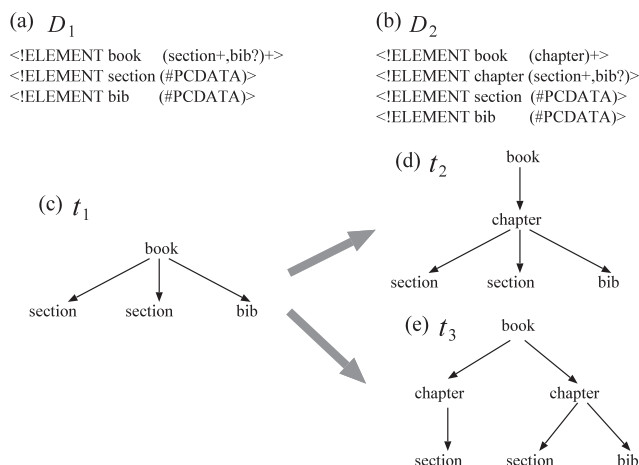 (a) D1
<!ELEMENT book (section+,bib?)+>
<!ELEMENT section (#PCDATA)>
<!ELEMENT bib (#PCDATA)>
(b) D2
<!ELEMENT book (chapter)+>
<!ELEMENT chapter (section+,bib?)>
<!ELEMENT section (#PCDATA)>
<!ELEMENT bib (#PCDATA)>
(c) t1
book
section section bib
(d) t2
book
chapter
section section bib
(e) t3
book
chapter chapter
section section bib